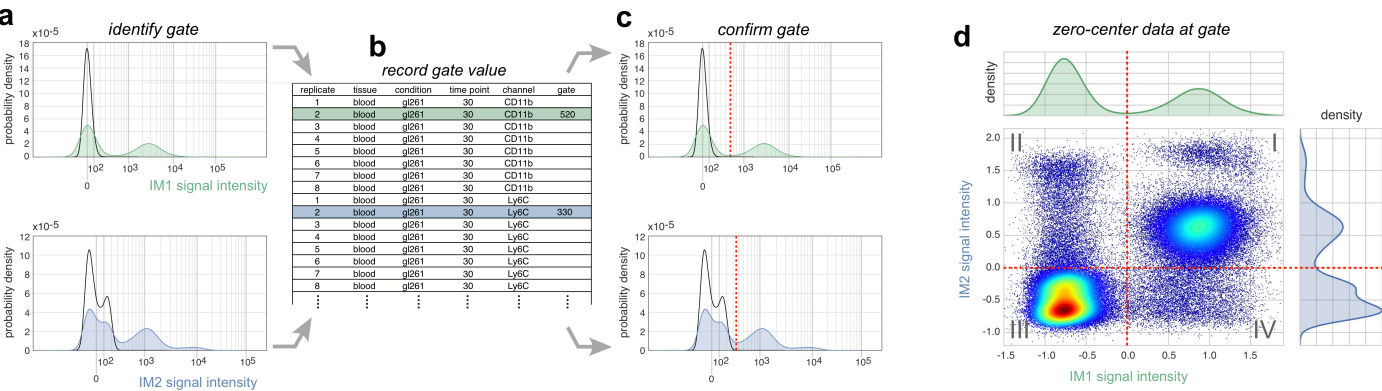 a
identify gate
x10-5
18
16
14
12
10
8
6
4
2
0
probability density
102 103 104 105
0
IM1 signal intensity
x10-5
12
10
8
6
4
2
0
probability density
102 103 104 105
0
IM2 signal intensity
b
record gate value
replicate tissue condition time point channel gate
1 blood gl261 30 CD11b
2 blood gl261 30 CD11b 520
3 blood gl261 30 CD11b
4 blood gl261 30 CD11b
5 blood gl261 30 CD11b
6 blood gl261 30 CD11b
7 blood gl261 30 CD11b
8 blood gl261 30 CD11b
1 blood gl261 30 Ly6C
2 blood gl261 30 Ly6C 330
3 blood gl261 30 Ly6C
4 blood gl261 30 Ly6C
5 blood gl261 30 Ly6C
6 blood gl261 30 Ly6C
7 blood gl261 30 Ly6C
8 blood gl261 30 Ly6C
c
confirm gate
x10-5
18
16
14
12
10
8
6
4
2
0
probability density
102 103 104 105
0
x10-5
12
10
8
6
4
2
0
probability density
102 103 104 105
0
d
zero-center data at gate
density
density
II I
III IV
2.0
1.5
1.0
0.5
0.0
-0.5
-1.0
IM2 signal intensity
-1.5 -1.0 -0.5 0.0 0.5 1.0 1.5
IM1 signal intensity